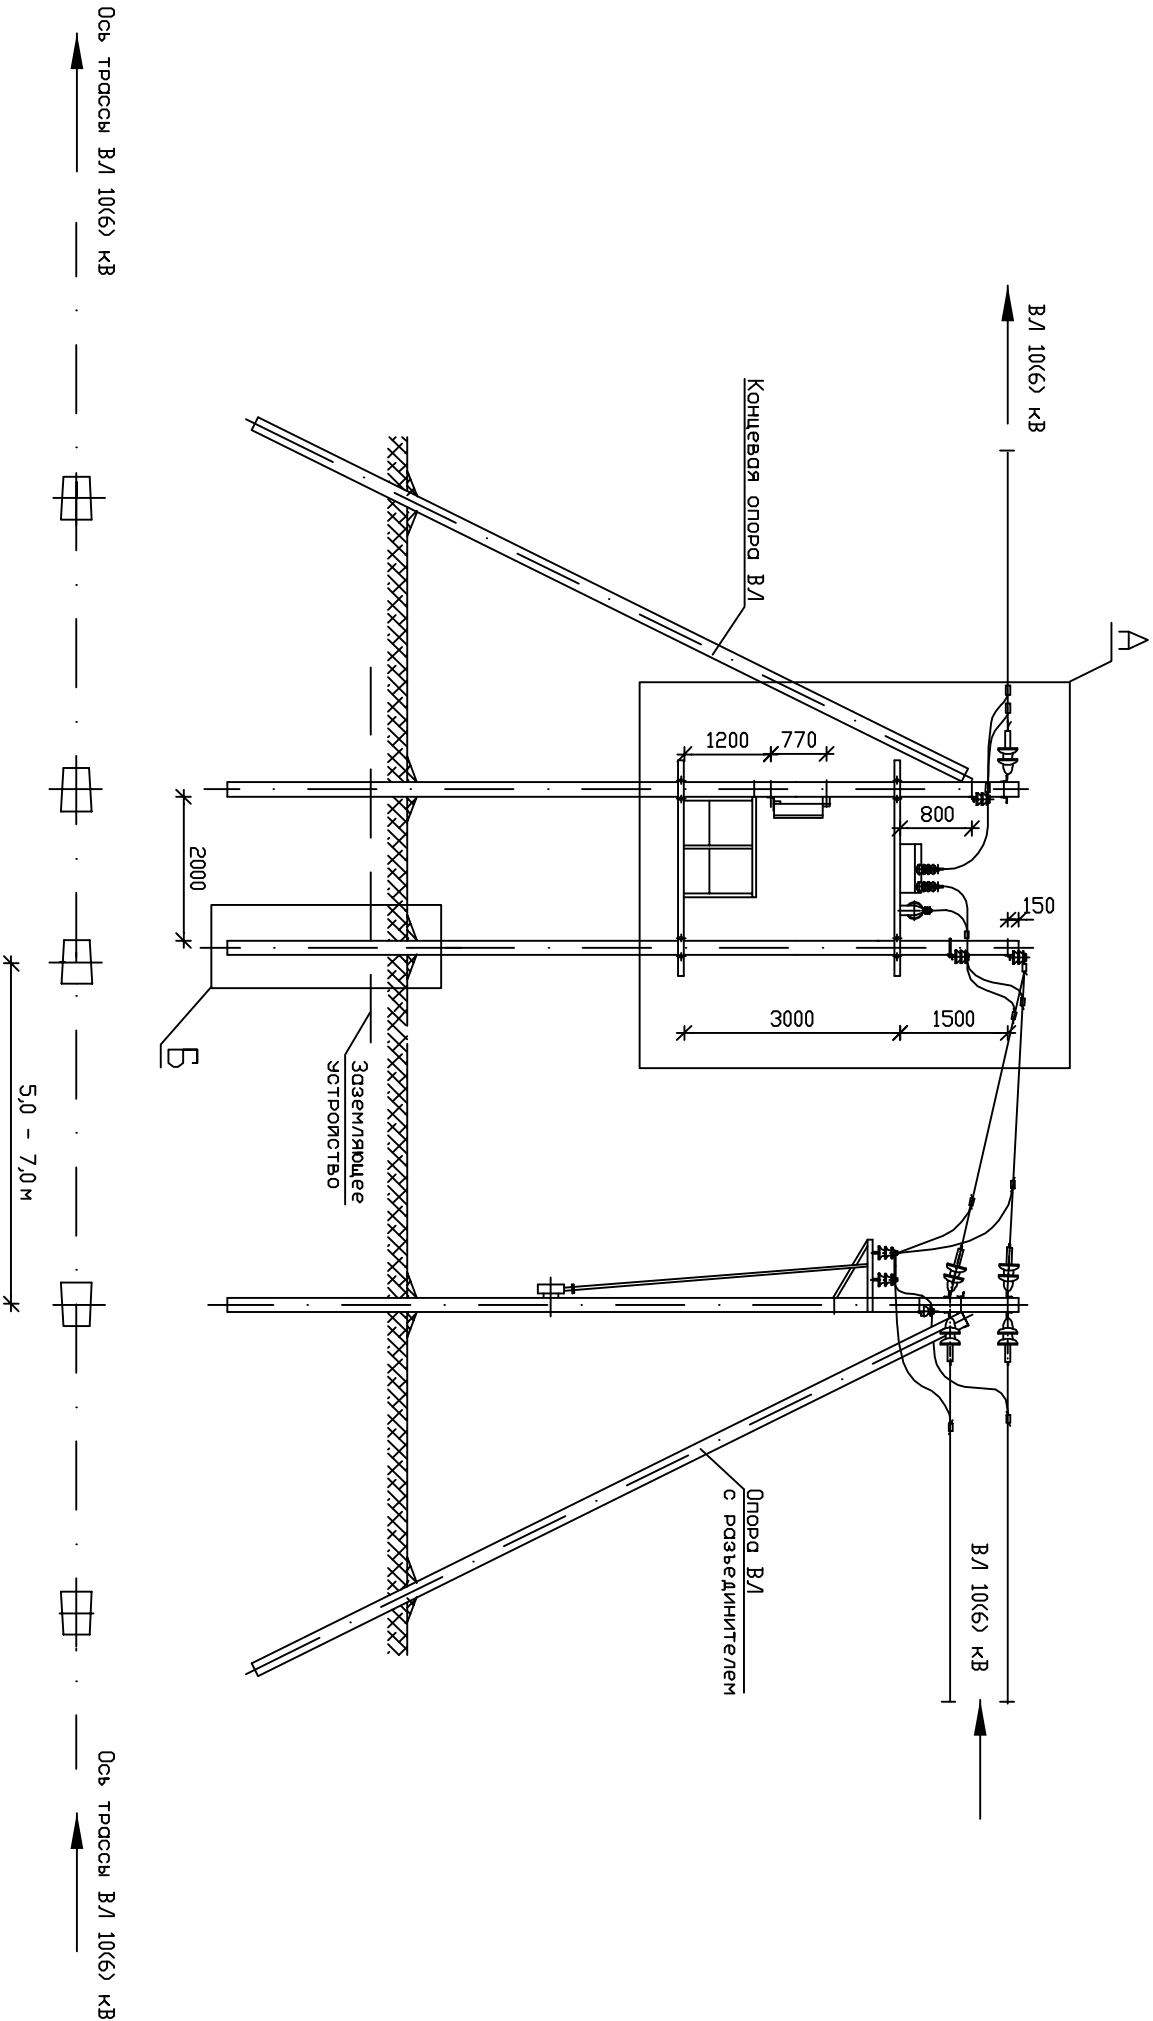 А
ВЛ 10(6) кВ
ВЛ 10(6) кВ
150
800
1500
770
1200
3000
Концевая опора ВЛ
Опора ВЛ
с разъединителем
Заземляющее
устройство
2000
Б
Ось трассы ВЛ 10(6) кВ
Ось трассы ВЛ 10(6) кВ
5,0 - 7,0м